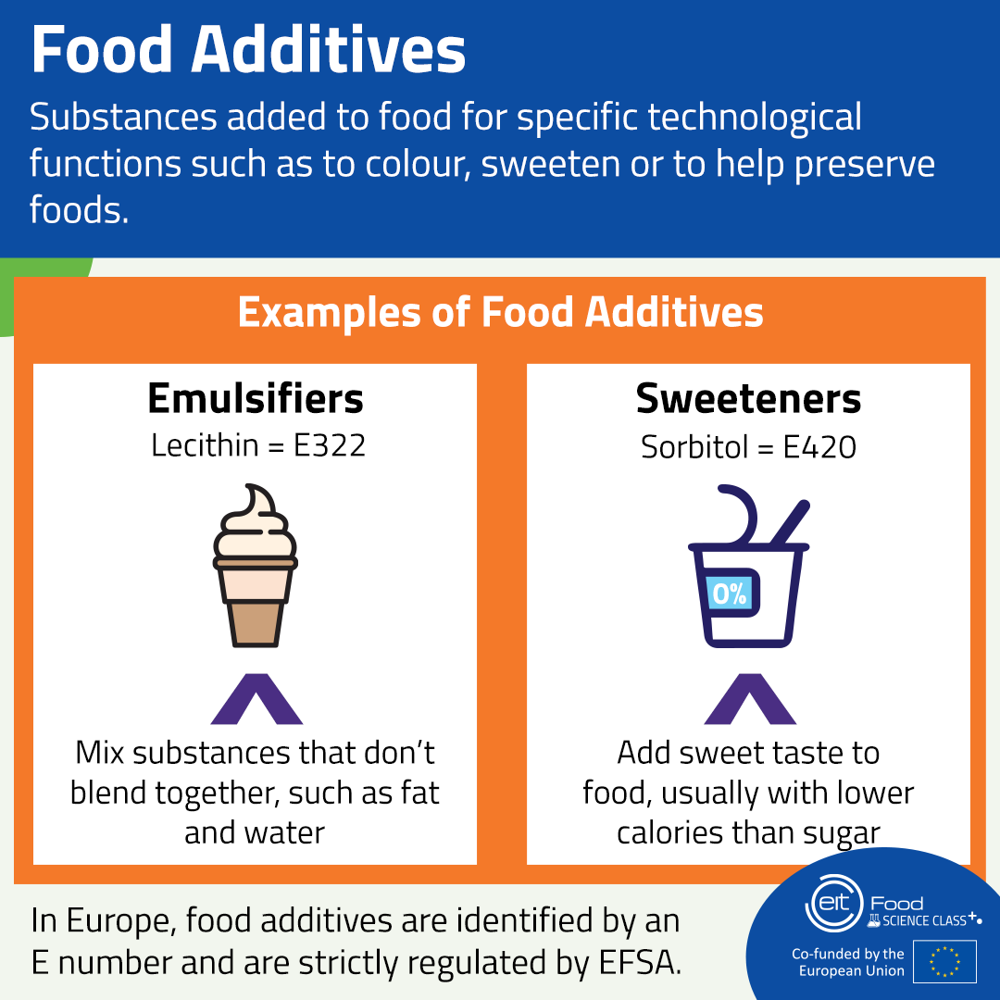 Food Additives
Substances added to food for specific technological
functions such as to colour, sweeten or to help preserve
foods.
Examples of Food Additives
Emulsifiers
Lecithin = E322
Mix substances that don’t
blend together, such as fat
and water
Sweeteners
Sorbitol = E420
0%
Add sweet taste to
food, usually with lower
calories than sugar
In Europe, food additives are identified by an
E number and are strictly regulated by EFSA.
eit Food
SCIENCE CLASS+
Co-funded by the
European Union